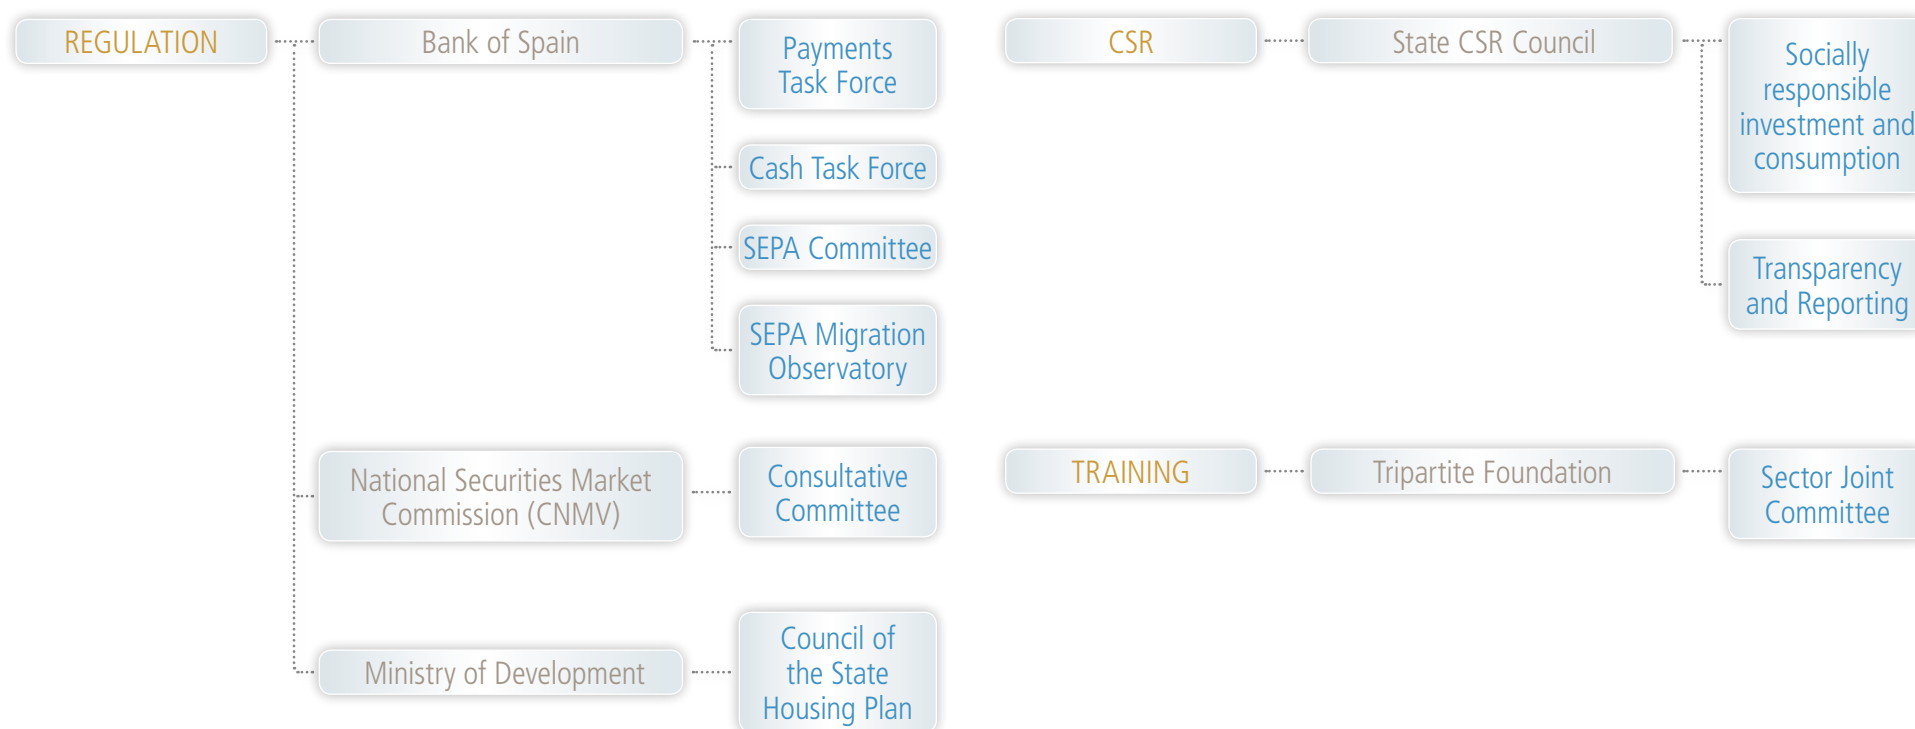 REGULATION
Bank of Spain
Payments
Task Force
Cash Task Force
SEPA Committee
SEPA Migration
Observatory
National Securities Market
Commission (CNMV)
Consultative
Committee
Ministry of Development
Council of
the State
Housing Plan
CSR
State CSR Council
Socially
responsible
investment and
consumption
Transparency
and Reporting
TRAINING
Tripartite Foundation
Sector Joint
Committee